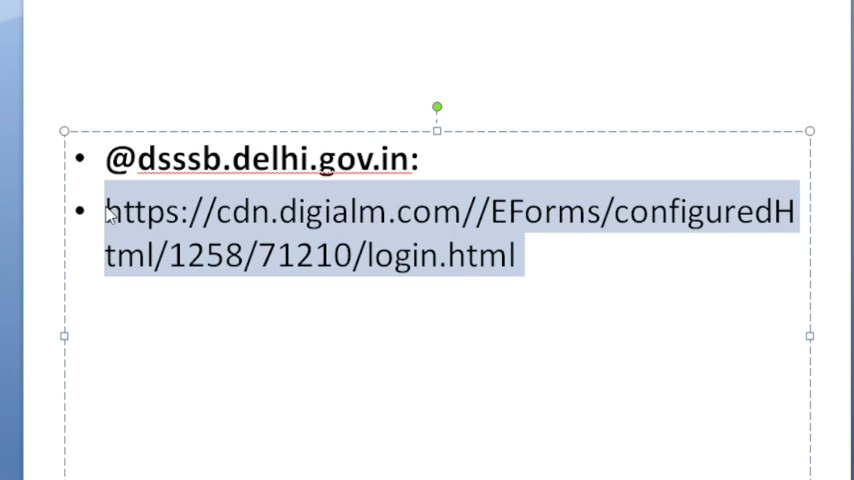 • @dsssb.delhi.gov.in:
• https://cdn.digialm.com//EForms/configuredH
tml/1258/71210/login.html